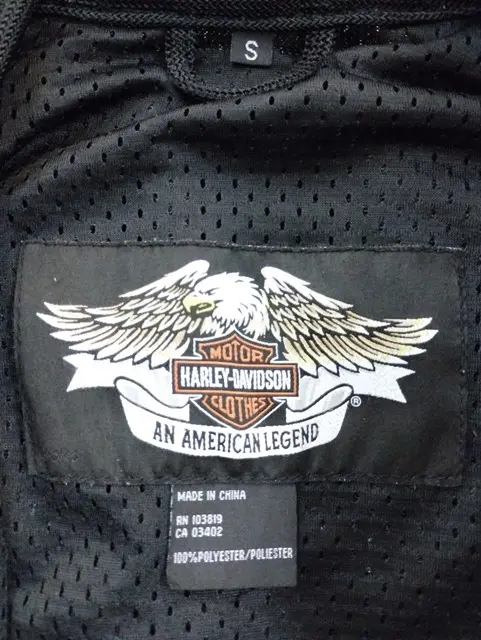 S
MOTOR
HARLEY-DAVIDSON
CLOTHES
®
AN AMERICAN LEGEND
MADE IN CHINA
RN 103819
CA 03402
100%POLYESTER/POLIESTER